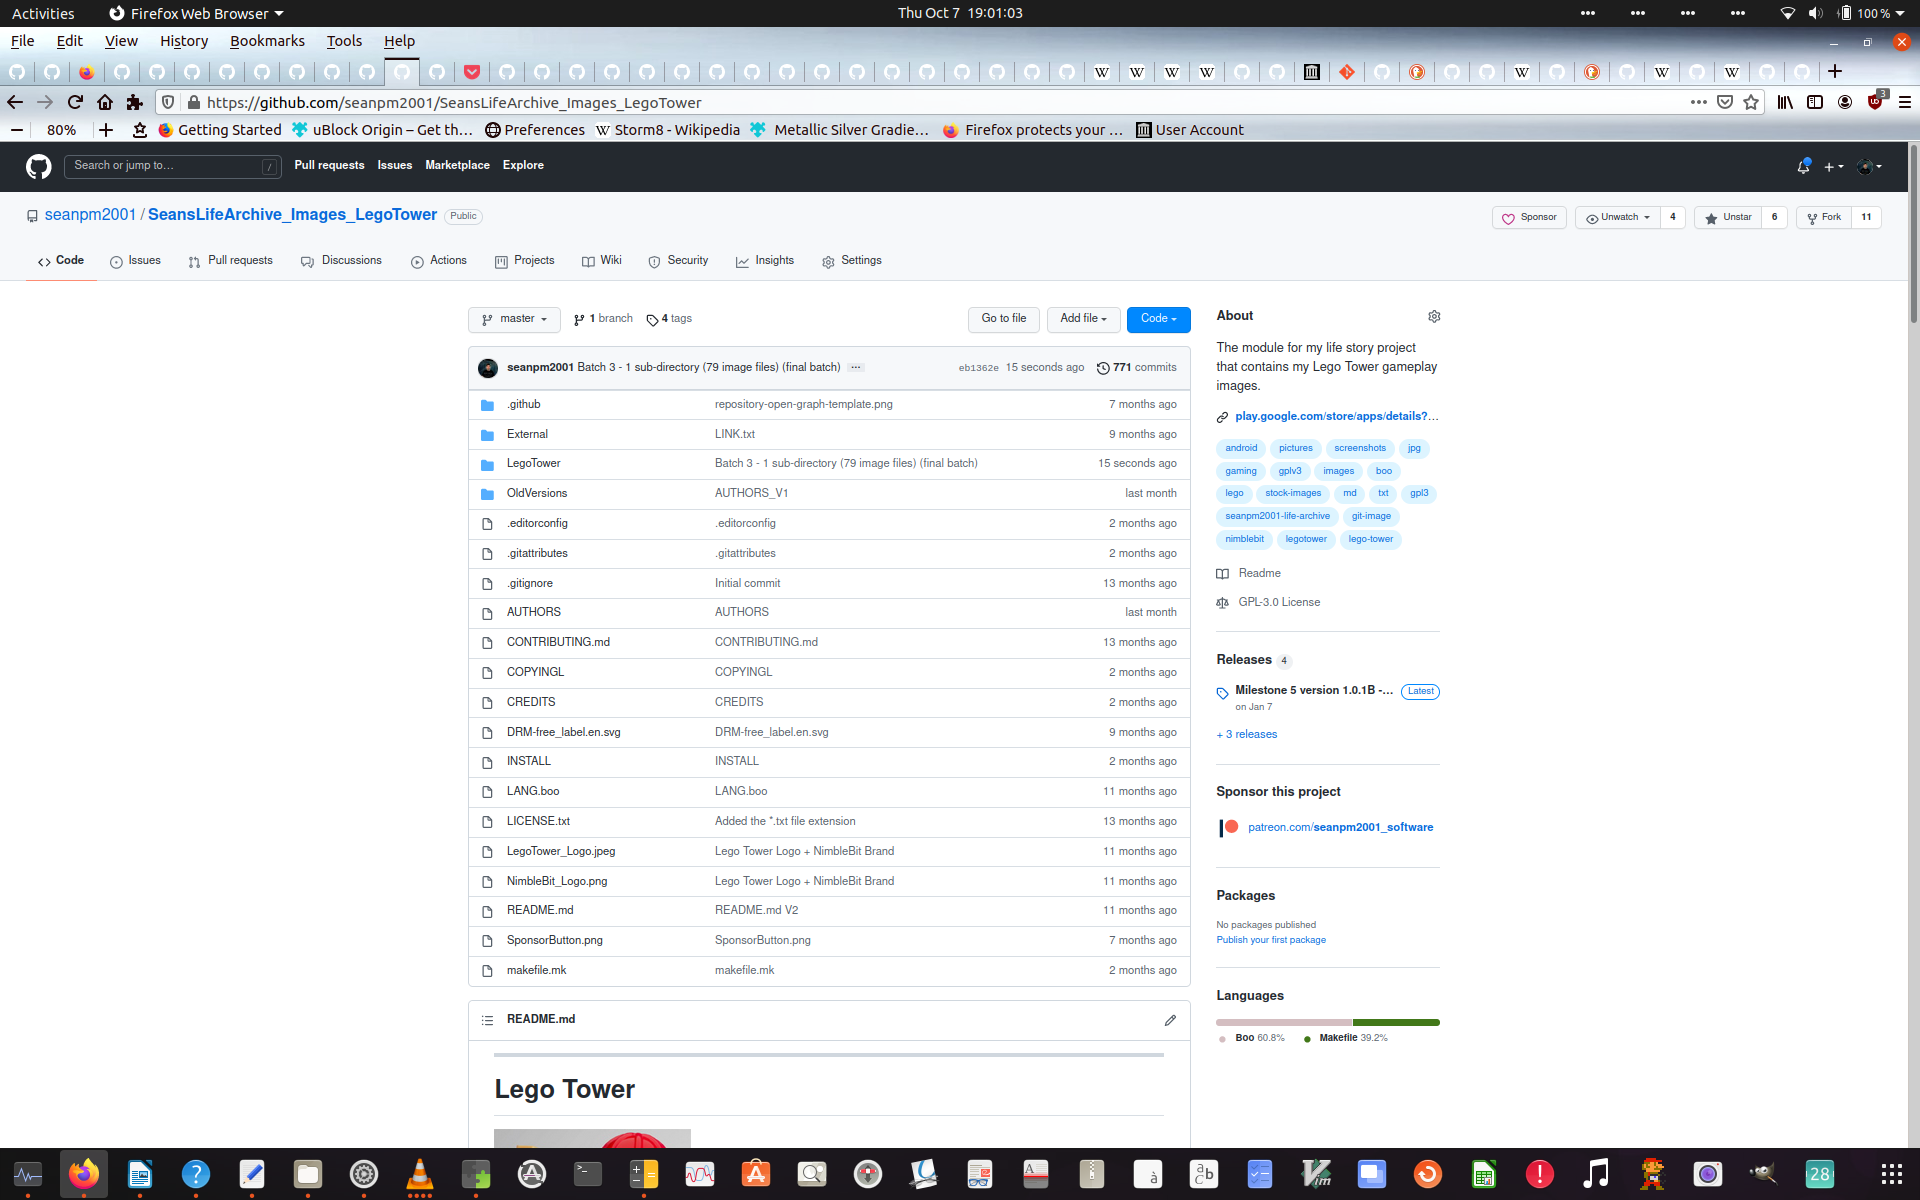 Activities Firefox Web Browser Thu Oct 7 19:01:03 100 %
File Edit View History Bookmarks Tools Help
https://github.com/seanpm2001/SeansLifeArchive_Images_LegoTower 3
80% Getting Started uBlock Origin – Get th… Preferences Storm8 - Wikipedia Metallic Silver Gradie… Firefox protects your … User Account
Search or jump to… / Pull requests Issues Marketplace Explore
seanpm2001 / SeansLifeArchive_Images_LegoTower Public Sponsor Unwatch 4 Unstar 6 Fork 11
Code Issues Pull requests Discussions Actions Projects Wiki Security Insights Settings
master 1 branch 4 tags Go to file Add file Code
seanpm2001 Batch 3 - 1 sub-directory (79 image files) (final batch) ... eb1362e 15 seconds ago 771 commits
.github repository-open-graph-template.png 7 months ago
External LINK.txt 9 months ago
LegoTower Batch 3 - 1 sub-directory (79 image files) (final batch) 15 seconds ago
OldVersions AUTHORS_V1 last month
.editorconfig .editorconfig 2 months ago
.gitattributes .gitattributes 2 months ago
.gitignore Initial commit 13 months ago
AUTHORS AUTHORS last month
CONTRIBUTING.md CONTRIBUTING.md 13 months ago
COPYINGL COPYINGL 2 months ago
CREDITS CREDITS 2 months ago
DRM-free_label.en.svg DRM-free_label.en.svg 9 months ago
INSTALL INSTALL 2 months ago
LANG.boo LANG.boo 11 months ago
LICENSE.txt Added the *.txt file extension 13 months ago
LegoTower_Logo.jpeg Lego Tower Logo + NimbleBit Brand 11 months ago
NimbleBit_Logo.png Lego Tower Logo + NimbleBit Brand 11 months ago
README.md README.md V2 11 months ago
SponsorButton.png SponsorButton.png 7 months ago
makefile.mk makefile.mk 2 months ago
README.md
Lego Tower
About
The module for my life story project
that contains my Lego Tower gameplay
images.
play.google.com/store/apps/details?…
android pictures screenshots jpg
gaming gplv3 images boo
lego stock-images md txt gpl3
seanpm2001-life-archive git-image
nimblebit legotower lego-tower
Readme
GPL-3.0 License
Releases 4
Milestone 5 version 1.0.1B -… Latest
on Jan 7
+ 3 releases
Sponsor this project
patreon.com/seanpm2001_software
Packages
No packages published
Publish your first package
Languages
Boo 60.8% Makefile 39.2%
28